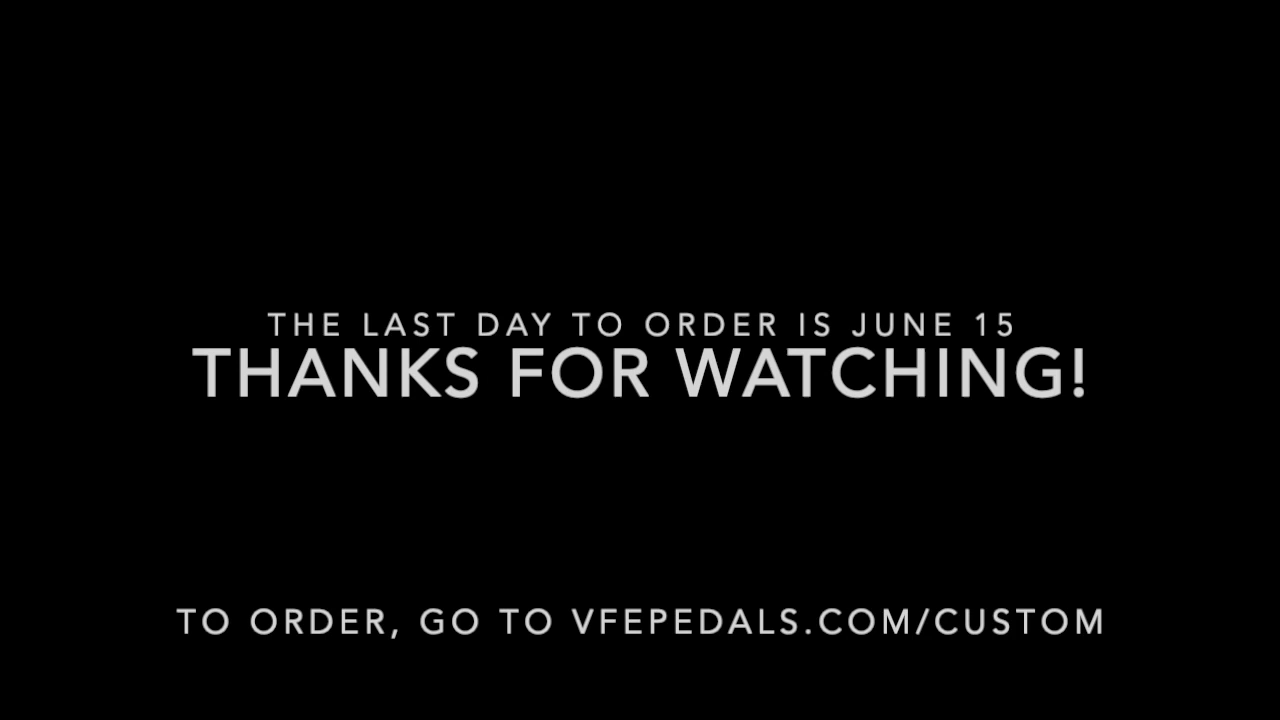 THE LAST DAY TO ORDER IS JUNE 15
THANKS FOR WATCHING!
TO ORDER, GO TO VFEPEDALS.COM/CUSTOM